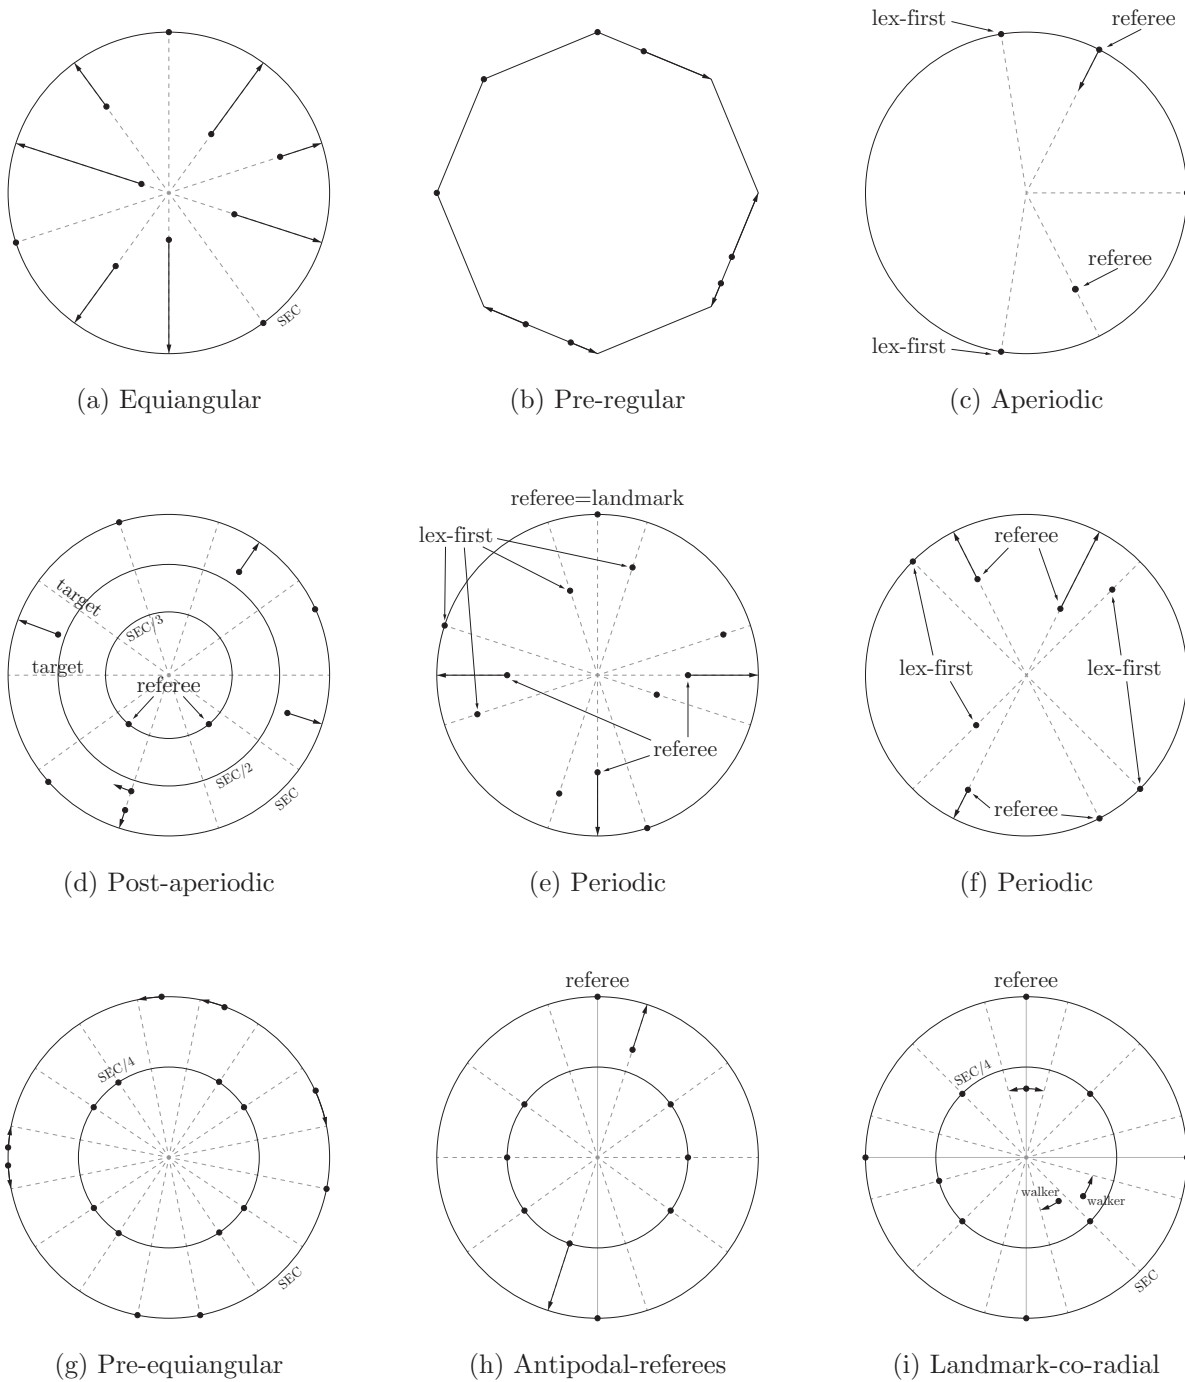 lex-first
referee
referee
lex-first
SEC
(a) Equiangular
(b) Pre-regular
(c) Aperiodic
referee=landmark
lex-first
referee
target
SEC/3
target
referee
lex-first
lex-first
referee
referee
SEC/2
SEC
(d) Post-aperiodic
(e) Periodic
(f) Periodic
referee
referee
SEC/4
SEC/4
walker
walker
SEC
SEC
(g) Pre-equiangular
(h) Antipodal-referees
(i) Landmark-co-radial